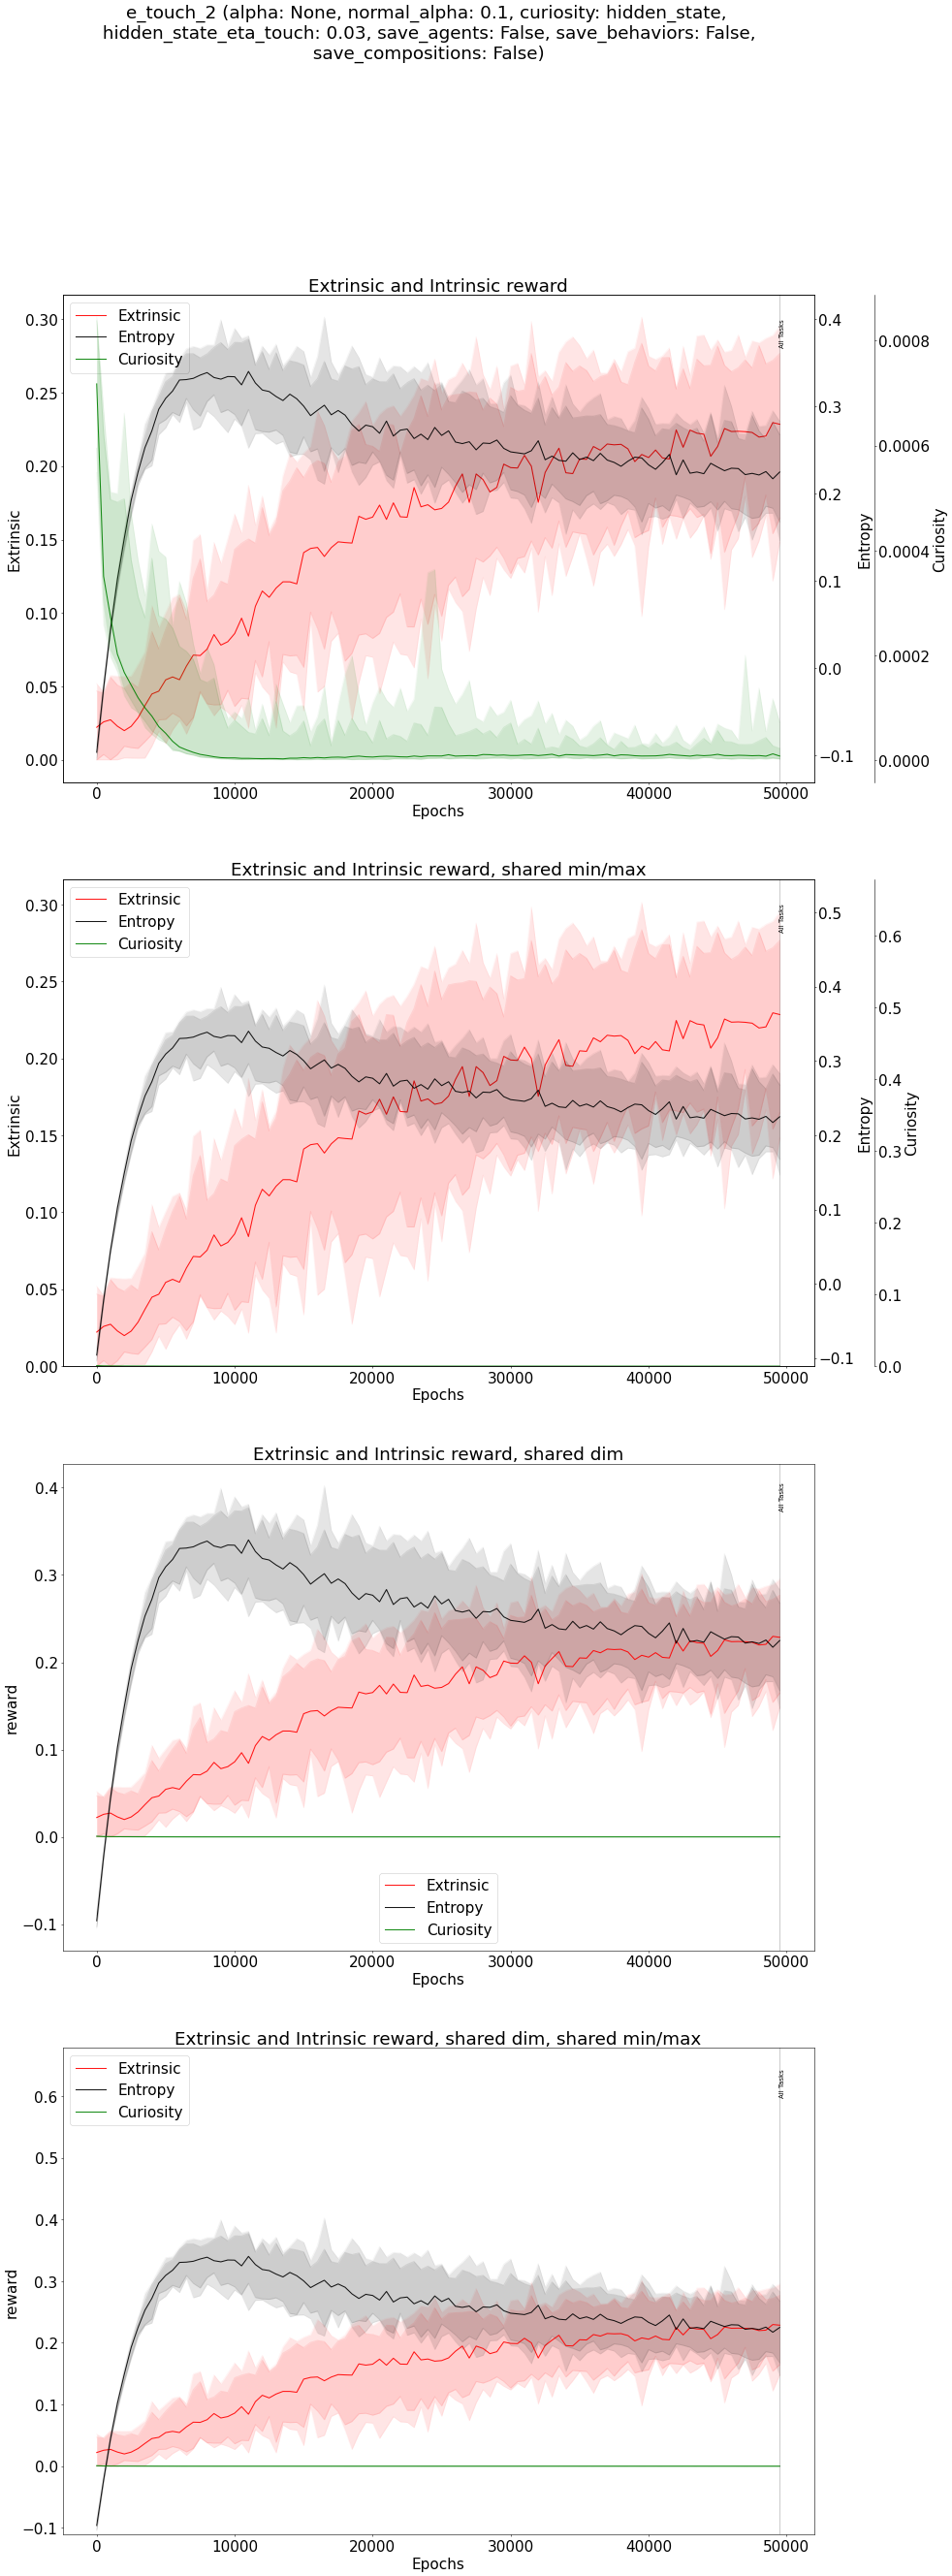 e_touch_2 (alpha: None, normal_alpha: 0.1, curiosity: hidden_state,
hidden_state_eta_touch: 0.03, save_agents: False, save_behaviors: False,
save_compositions: False)
Extrinsic and Intrinsic reward
Extrinsic
Entropy
Curiosity
All Tasks
0.30
0.25
0.20
0.15
0.10
0.05
0.00
Extrinsic
0.4
0.3
0.2
0.1
0.0
−0.1
Entropy
0.0008
0.0006
0.0004
0.0002
0.0000
Curiosity
0 10000 20000 30000 40000 50000
Epochs
Extrinsic and Intrinsic reward, shared min/max
Extrinsic
Entropy
Curiosity
All Tasks
0.30
0.25
0.20
0.15
0.10
0.05
0.00
Extrinsic
0.5
0.4
0.3
0.2
0.1
0.0
−0.1
Entropy
0.6
0.5
0.4
0.3
0.2
0.1
0.0
Curiosity
0 10000 20000 30000 40000 50000
Epochs
Extrinsic and Intrinsic reward, shared dim
All Tasks
0.4
0.3
0.2
0.1
0.0
−0.1
reward
Extrinsic
Entropy
Curiosity
0 10000 20000 30000 40000 50000
Epochs
Extrinsic and Intrinsic reward, shared dim, shared min/max
Extrinsic
Entropy
Curiosity
All Tasks
0.6
0.5
0.4
0.3
0.2
0.1
0.0
−0.1
reward
0 10000 20000 30000 40000 50000
Epochs